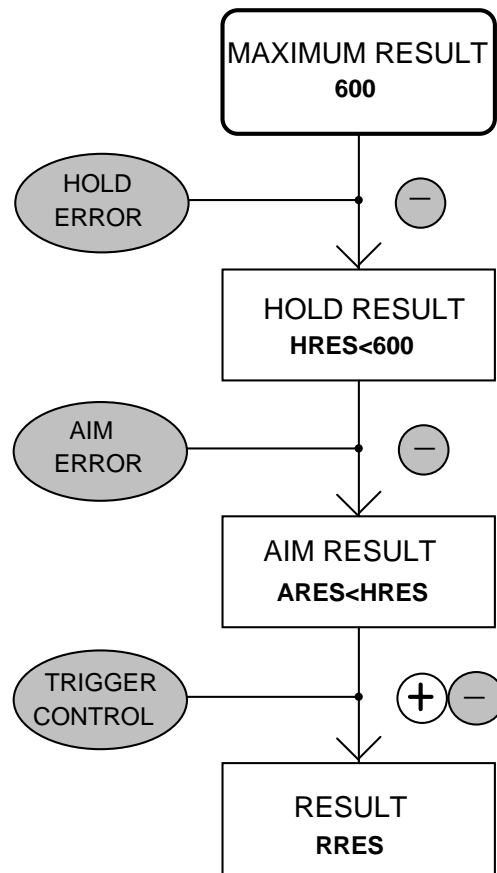 MAXIMUM RESULT
600
HOLD
ERROR
−
HOLD RESULT
HRES<600
AIM
ERROR
−
AIM RESULT
ARES<HRES
TRIGGER
CONTROL
+ −
RESULT
RRES